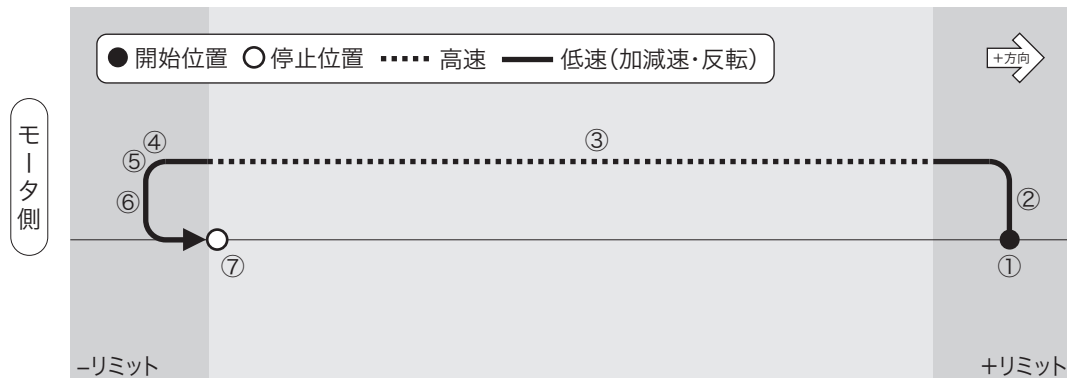 ●開始位置 ○停止位置 ┅┅ 高速 ━━ 低速(加減速・反転)
+方向
モータ側
④
③
⑤
⑥
②
⑦
①
−リミット
+リミット